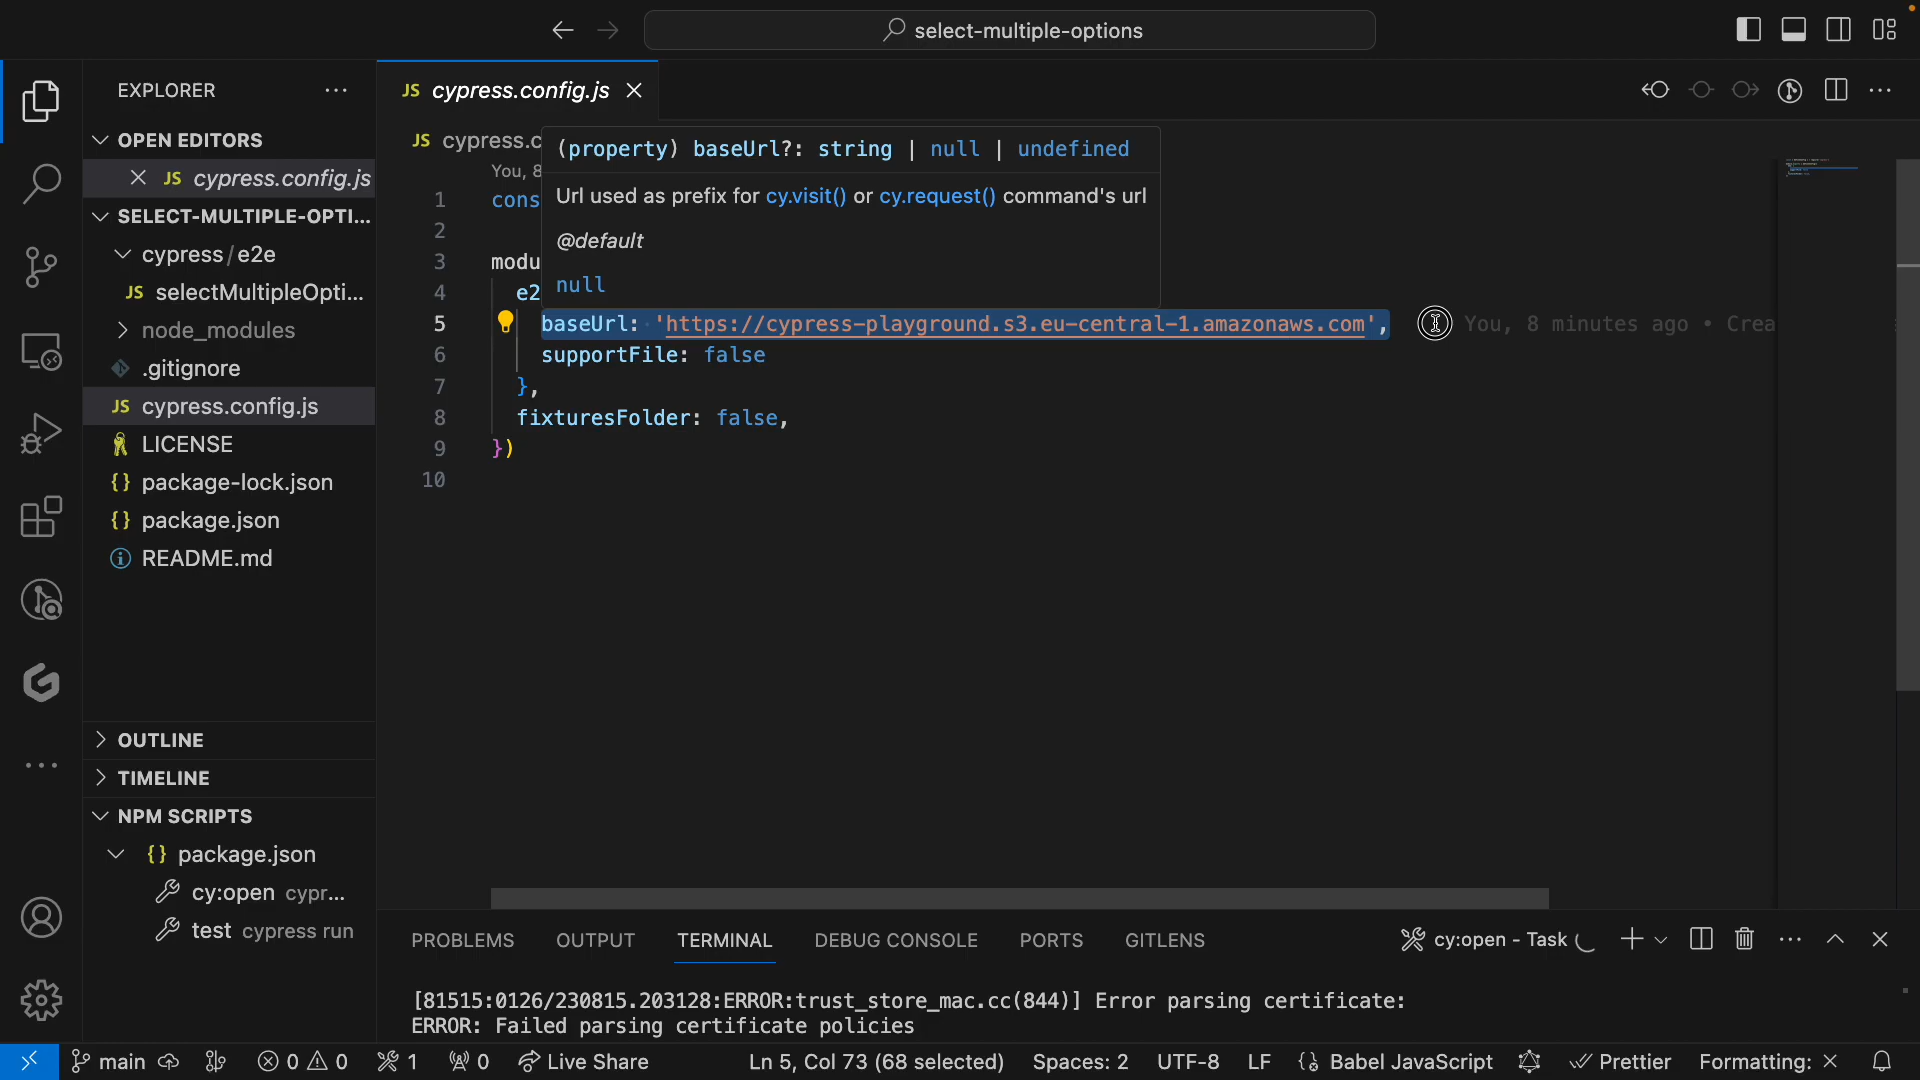 select-multiple-options
EXPLORER
OPEN EDITORS
JS cypress.config.js
SELECT-MULTIPLE-OPTI...
cypress/e2e
JS selectMultipleOpti...
node_modules
.gitignore
JS cypress.config.js
LICENSE
{} package-lock.json
{} package.json
README.md
OUTLINE
TIMELINE
NPM SCRIPTS
{} package.json
cy:open cypr...
test cypress run
JS cypress.config.js
JS cypress.c
You, 8
(property) baseUrl?: string | null | undefined
Url used as prefix for cy.visit() or cy.request() command's url
@default
null
1 cons
2
3 modu
4 e2
5 baseUrl: 'https://cypress-playground.s3.eu-central-1.amazonaws.com', You, 8 minutes ago • Crea
6 supportFile: false
7 },
8 fixturesFolder: false,
9 })
10
PROBLEMS OUTPUT TERMINAL DEBUG CONSOLE PORTS GITLENS cy:open - Task
[81515:0126/230815.203128:ERROR:trust_store_mac.cc(844)] Error parsing certificate:
ERROR: Failed parsing certificate policies
main 0 0 1 0 Live Share Ln 5, Col 73 (68 selected) Spaces: 2 UTF-8 LF Babel JavaScript Prettier Formatting: ×